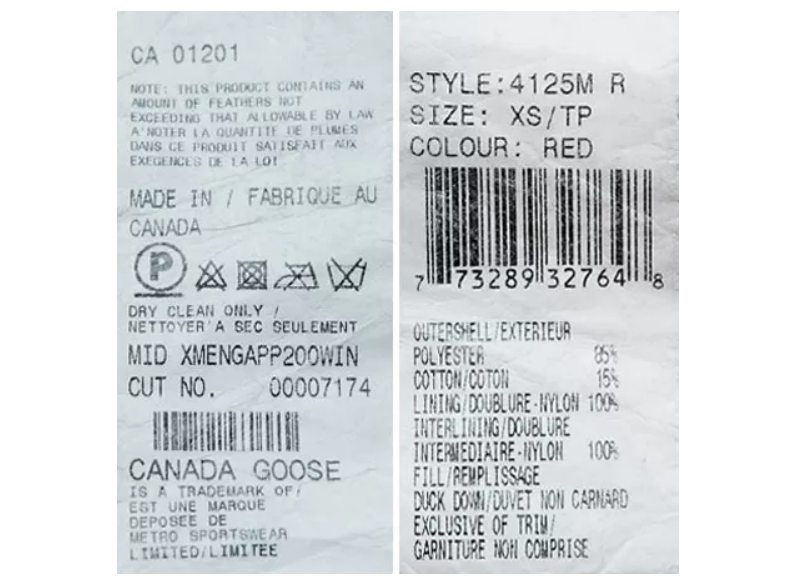 CA 01201
NOTE: THIS PRODUCT CONTAINS AN
AMOUNT OF FEATHERS NOT
EXCEEDING THAT ALLOWABLE BY LAW
A'NOTER LA QUANTITE DE PLUMES
DANS CE PRODUIT SATISFAIT AUX
EXEGENCES DE LA LOI
MADE IN / FABRIQUE AU
CANADA
P
DRY CLEAN ONLY /
NETTOYER'A SEC SEULEMENT
MID XMENGAPP200WIN
CUT NO. 00007174
CANADA GOOSE
IS A TRADEMARK OF/
EST UNE MARQUE
DEPOSEE DE
METRO SPORTSWEAR
LIMITED/LIMITEE
STYLE:4125M R
SIZE: XS/TP
COLOUR: RED
7 73289 32764 8
OUTERSHELL/EXTERIEUR
POLYESTER 85%
COTTON/COTON 15%
LINING/DOUBLURE-NYLON 100%
INTERLINING/DOUBLURE
INTERMEDIAIRE-NYLON 100%
FILL/REMPLISSAGE
DUCK DOWN/DUVET NON CARNARD
EXCLUSIVE OF TRIM/
GARNITURE NON COMPRISE